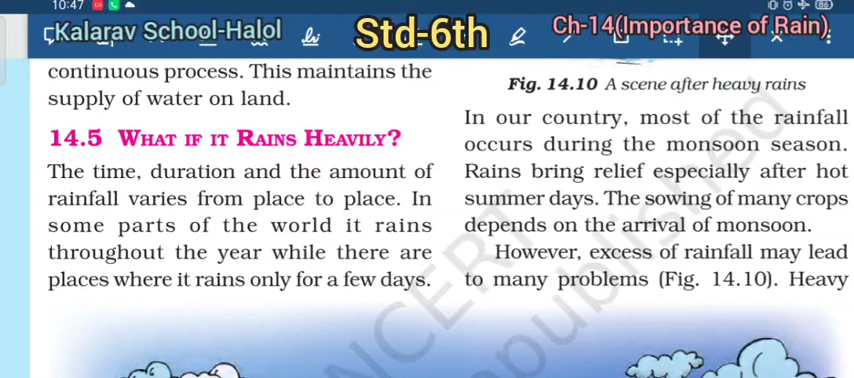 10:47
86
Kalarav School-Halol
Std-6th
Ch-14(Importance of Rain)
continuous process. This maintains the
supply of water on land.
14.5 WHAT IF IT RAINS HEAVILY?
The time, duration and the amount of
rainfall varies from place to place. In
some parts of the world it rains
throughout the year while there are
places where it rains only for a few days.
Fig. 14.10 A scene after heavy rains
In our country, most of the rainfall
occurs during the monsoon season.
Rains bring relief especially after hot
summer days. The sowing of many crops
depends on the arrival of monsoon.
However, excess of rainfall may lead
to many problems (Fig. 14.10). Heavy
NCERT
republished